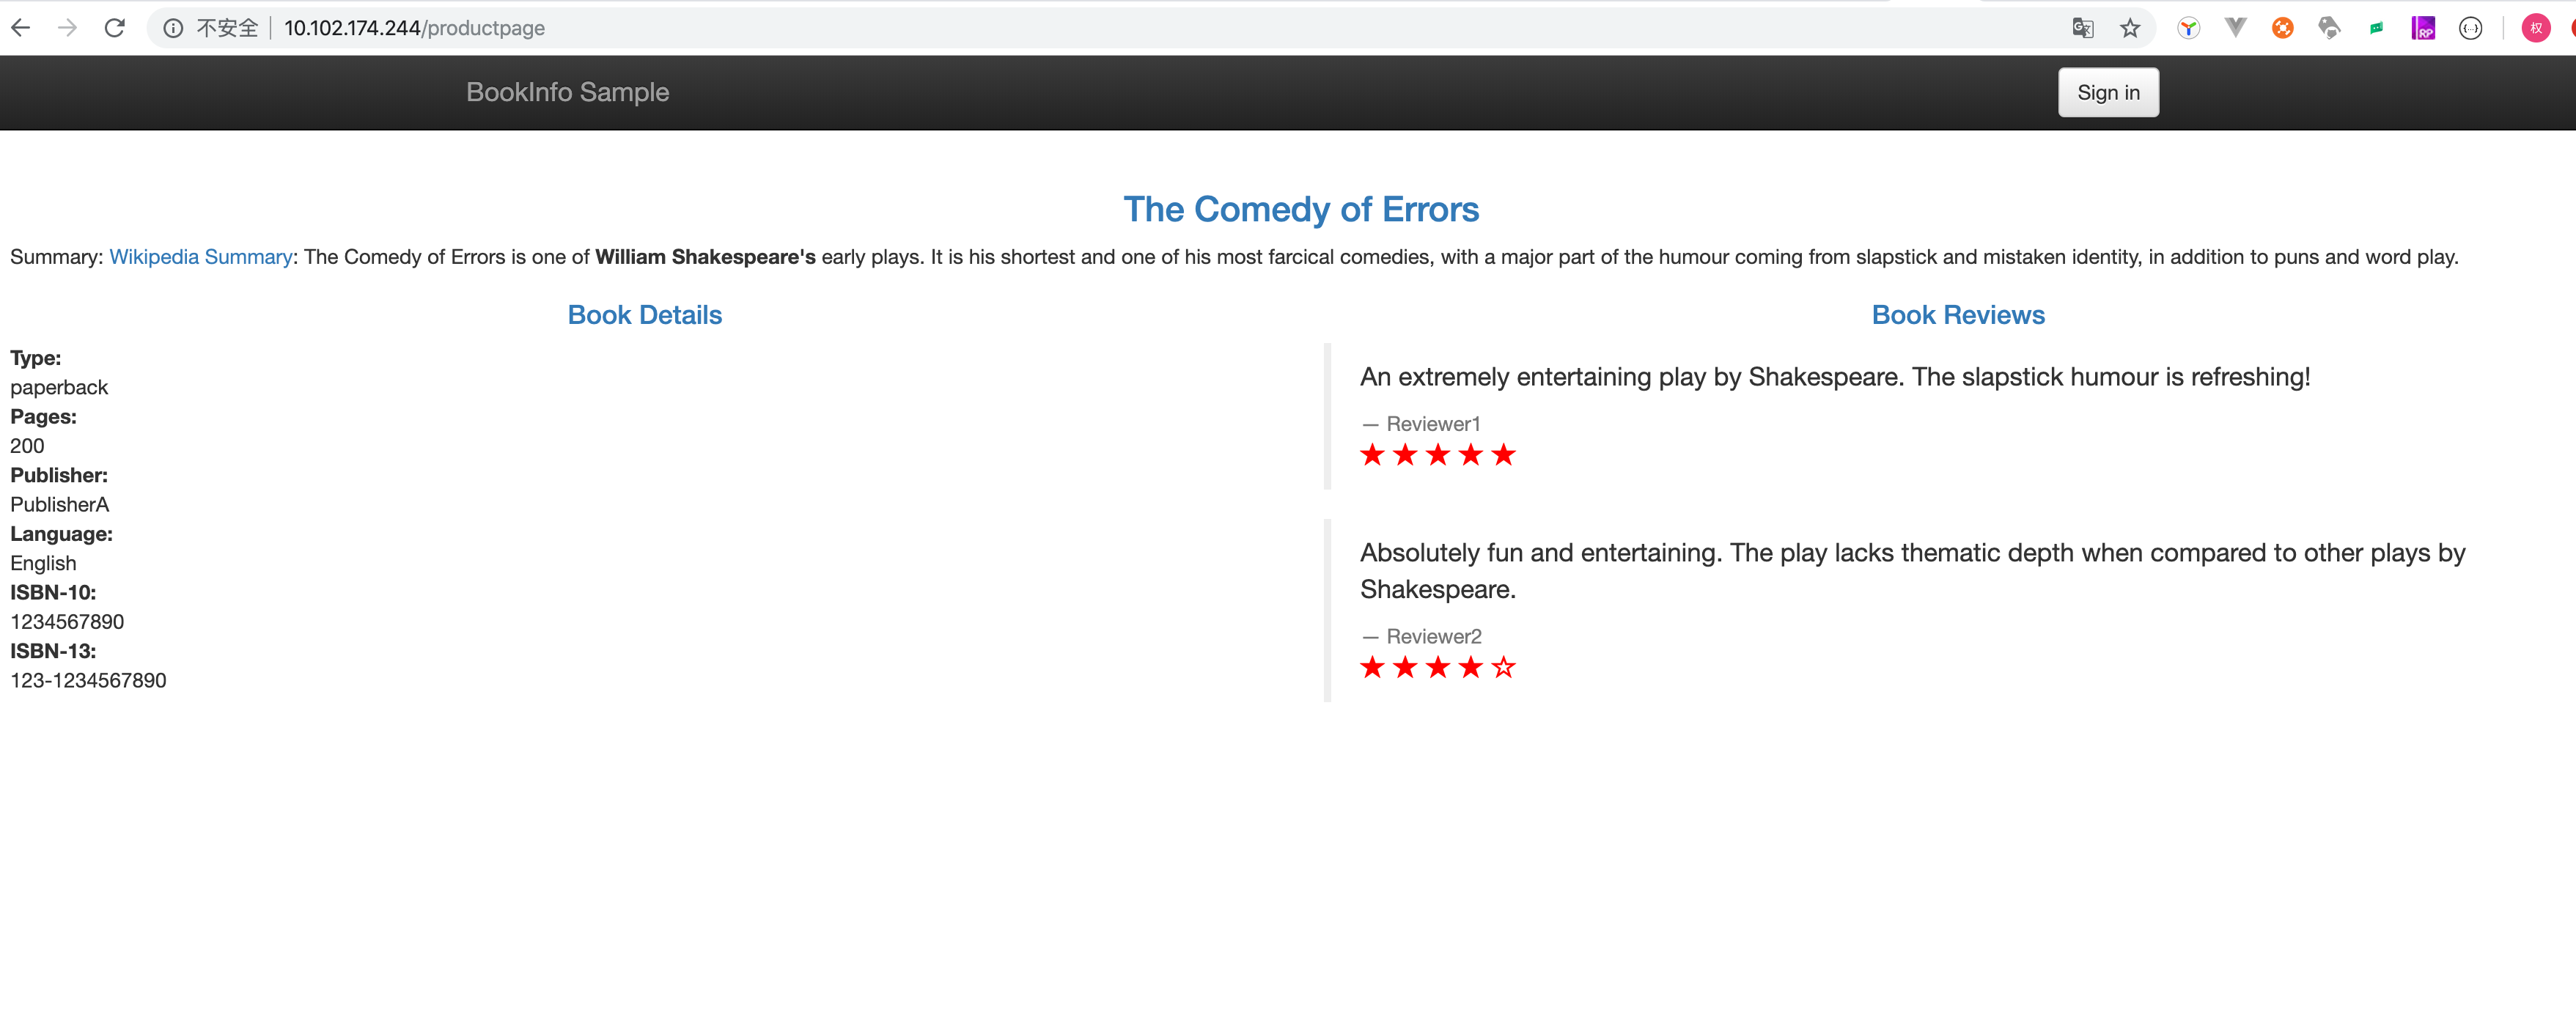 不安全 10.102.174.244/productpage
RP
权
BookInfo Sample
Sign in
The Comedy of Errors
Summary: Wikipedia Summary: The Comedy of Errors is one of William Shakespeare's early plays. It is his shortest and one of his most farcical comedies, with a major part of the humour coming from slapstick and mistaken identity, in addition to puns and word play.
Book Details
Type:
paperback
Pages:
200
Publisher:
PublisherA
Language:
English
ISBN-10:
1234567890
ISBN-13:
123-1234567890
Book Reviews
An extremely entertaining play by Shakespeare. The slapstick humour is refreshing!
— Reviewer1
Absolutely fun and entertaining. The play lacks thematic depth when compared to other plays by
Shakespeare.
— Reviewer2